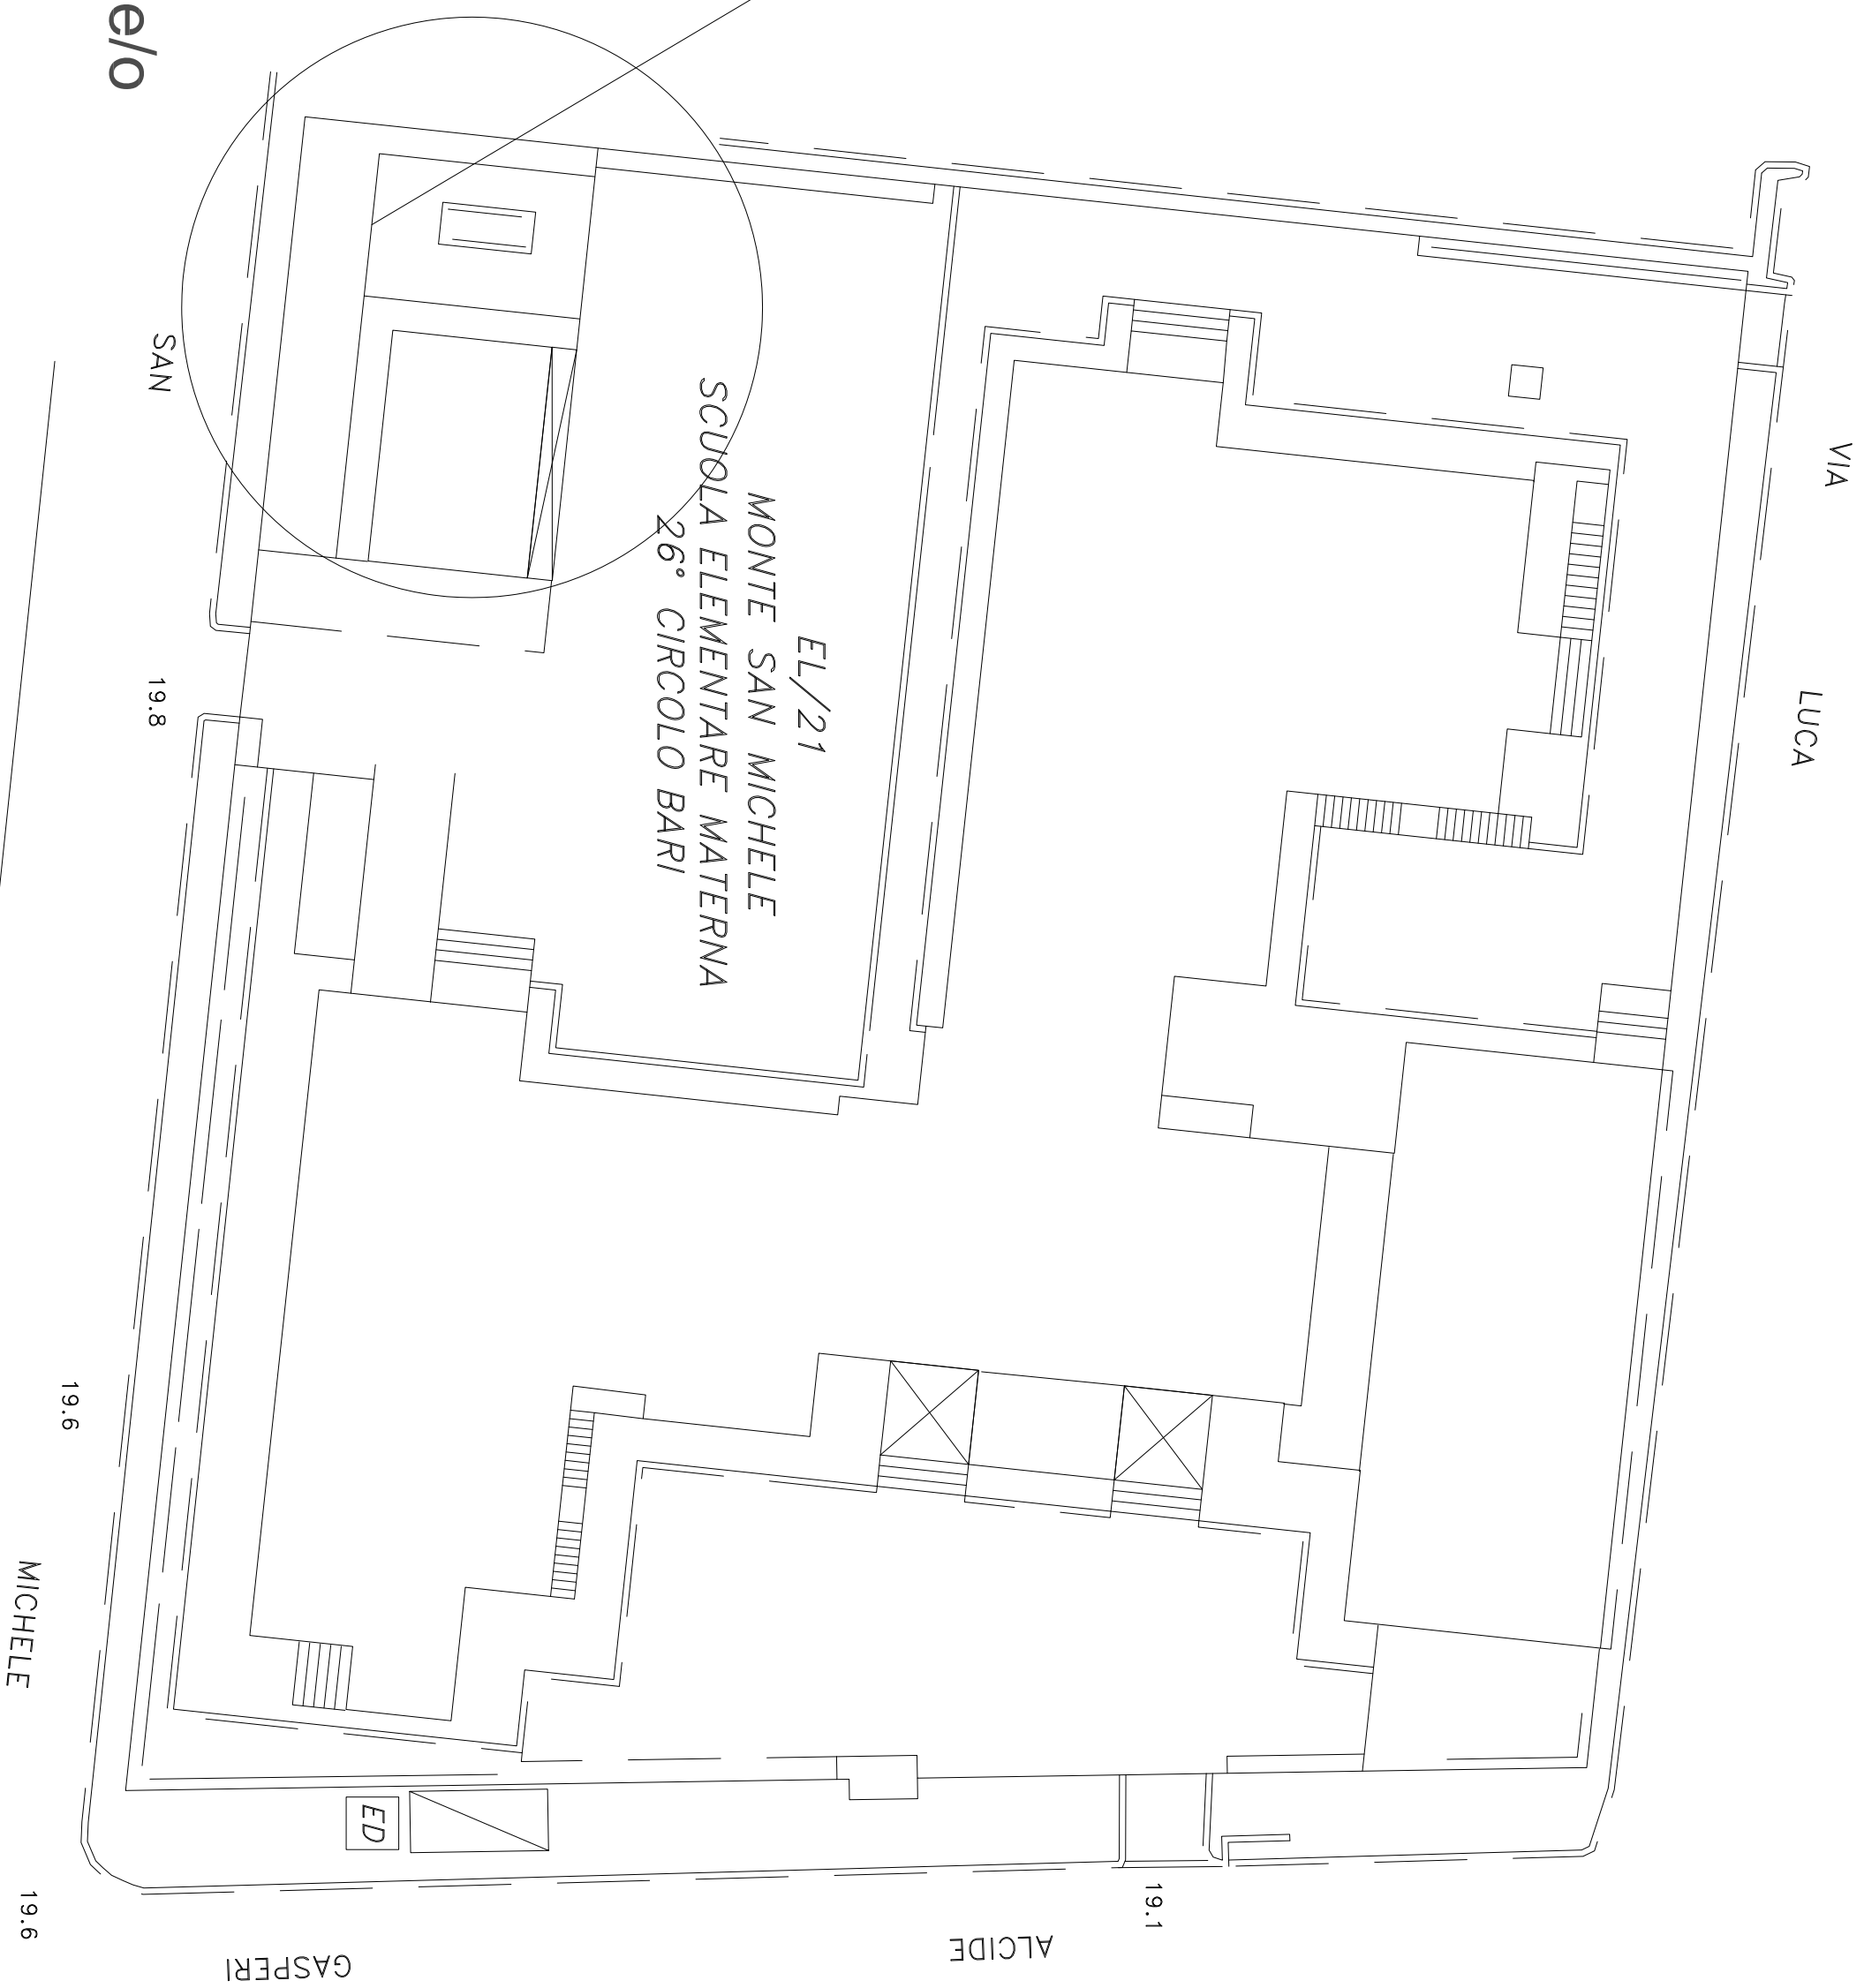 e/o
SAN
19.8
EL/21
MONTE SAN MICHELE
SCUOLA ELEMENTARE MATERNA
26° CIRCOLO BARI
VIA
LUCA
19.6
MICHELE
ED
19.6
19.1
ALCIDE
GASPERI